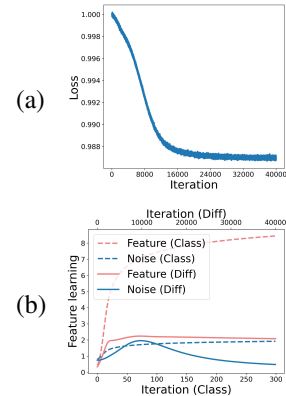 (a)
Loss
1.000
0.998
0.996
0.994
0.992
0.990
0.988
0 8000 16000 24000 32000 40000
Iteration
(b)
Iteration (Diff)
0 10000 20000 30000 40000
Feature learning
8
7
6
5
4
3
2
1
0
Feature (Class)
Noise (Class)
Feature (Diff)
Noise (Diff)
0 50 100 150 200 250 300
Iteration (Class)